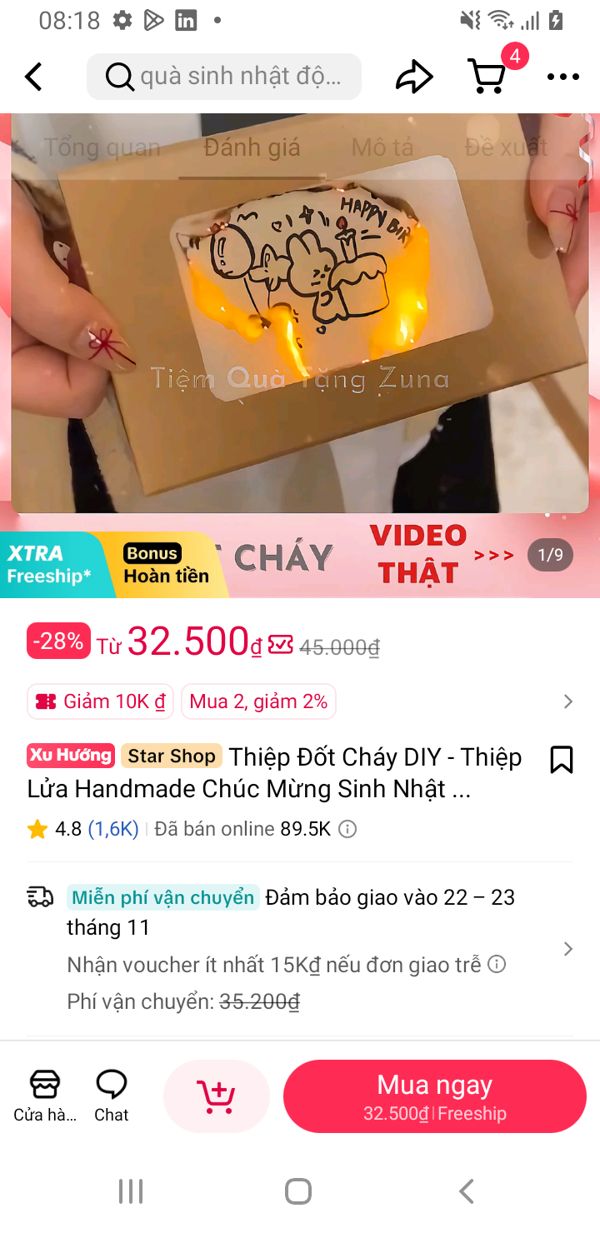 08:18
quà sinh nhật độ...
4
Tổng quan Đánh giá Mô tả Đề xuất
HAPPY BIR
Tiệm Quà Tặng Zuna
XTRA
Freeship*
Bonus
Hoàn tiền
CHÁY
VIDEO
THẬT
>>>
1/9
-28% Từ 32.500₫ 45.000₫
Giảm 10K ₫ Mua 2, giảm 2%
Xu Hướng Star Shop Thiệp Đốt Cháy DIY - Thiệp
Lửa Handmade Chúc Mừng Sinh Nhật ...
4.8 (1,6K) Đã bán online 89.5K
Miễn phí vận chuyển Đảm bảo giao vào 22 – 23
tháng 11
Nhận voucher ít nhất 15K₫ nếu đơn giao trễ
Phí vận chuyển: 35.200₫
Cửa hà... Chat
Mua ngay
32.500₫ | Freeship